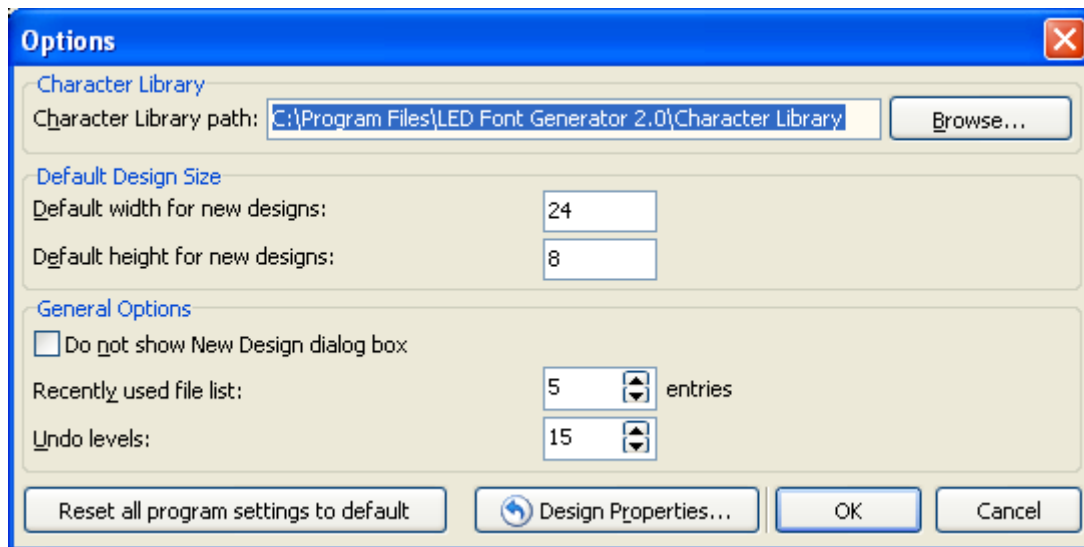 Options
Character Library
Character Library path: C:\Program Files\LED Font Generator 2.0\Character Library Browse...
Default Design Size
Default width for new designs: 24
Default height for new designs: 8
General Options
Do not show New Design dialog box
Recently used file list: 5 entries
Undo levels: 15
Reset all program settings to default Design Properties... OK Cancel